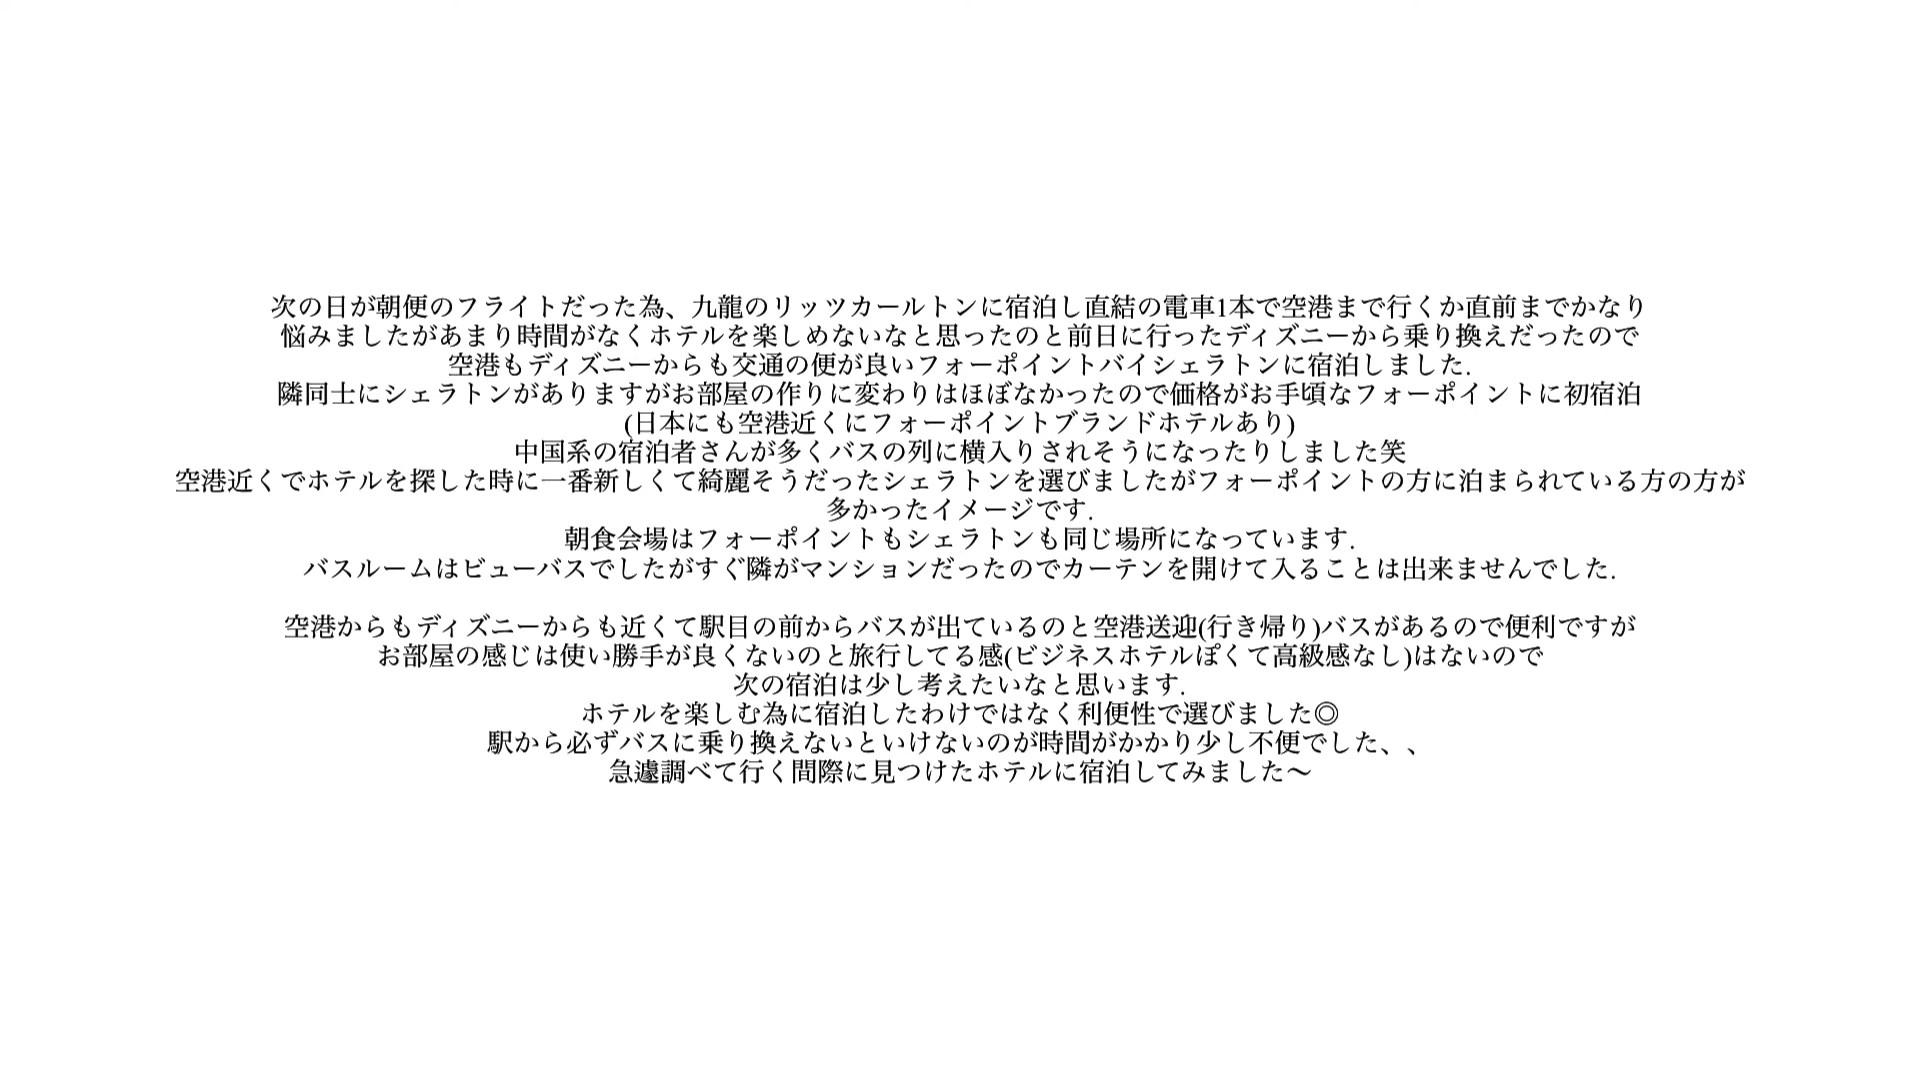 次の日が朝便のフライトだった為、九龍のリッツカールトンに宿泊し直結の電車1本で空港まで行くか直前までかなり
悩みましたがあまり時間がなくホテルを楽しめないなと思ったのと前日に行ったディズニーから乗り換えだったので
空港もディズニーからも交通の便が良いフォーポイントバイシェラトンに宿泊しました.
隣同士にシェラトンがありますがお部屋の作りに変わりはほぼなかったので価格がお手頃なフォーポイントに初宿泊
(日本にも空港近くにフォーポイントブランドホテルあり)
中国系の宿泊者さんが多くバスの列に横入りされそうになったりしました笑
空港近くでホテルを探した時に一番新しくて綺麗そうだったシェラトンを選びましたがフォーポイントの方に泊まられている方の方が
多かったイメージです.
朝食会場はフォーポイントもシェラトンも同じ場所になっています.
バスルームはビューバスでしたがすぐ隣がマンションだったのでカーテンを開けて入ることは出来ませんでした.
空港からもディズニーからも近くて駅目の前からバスが出ているのと空港送迎(行き帰り)バスがあるので便利ですが
お部屋の感じは使い勝手が良くないのと旅行してる感(ビジネスホテルぽくて高級感なし)はないので
次の宿泊は少し考えたいなと思います.
ホテルを楽しむ為に宿泊したわけではなく利便性で選びました◎
駅から必ずバスに乗り換えないといけないのが時間がかかり少し不便でした、、
急遽調べて行く間際に見つけたホテルに宿泊してみました〜